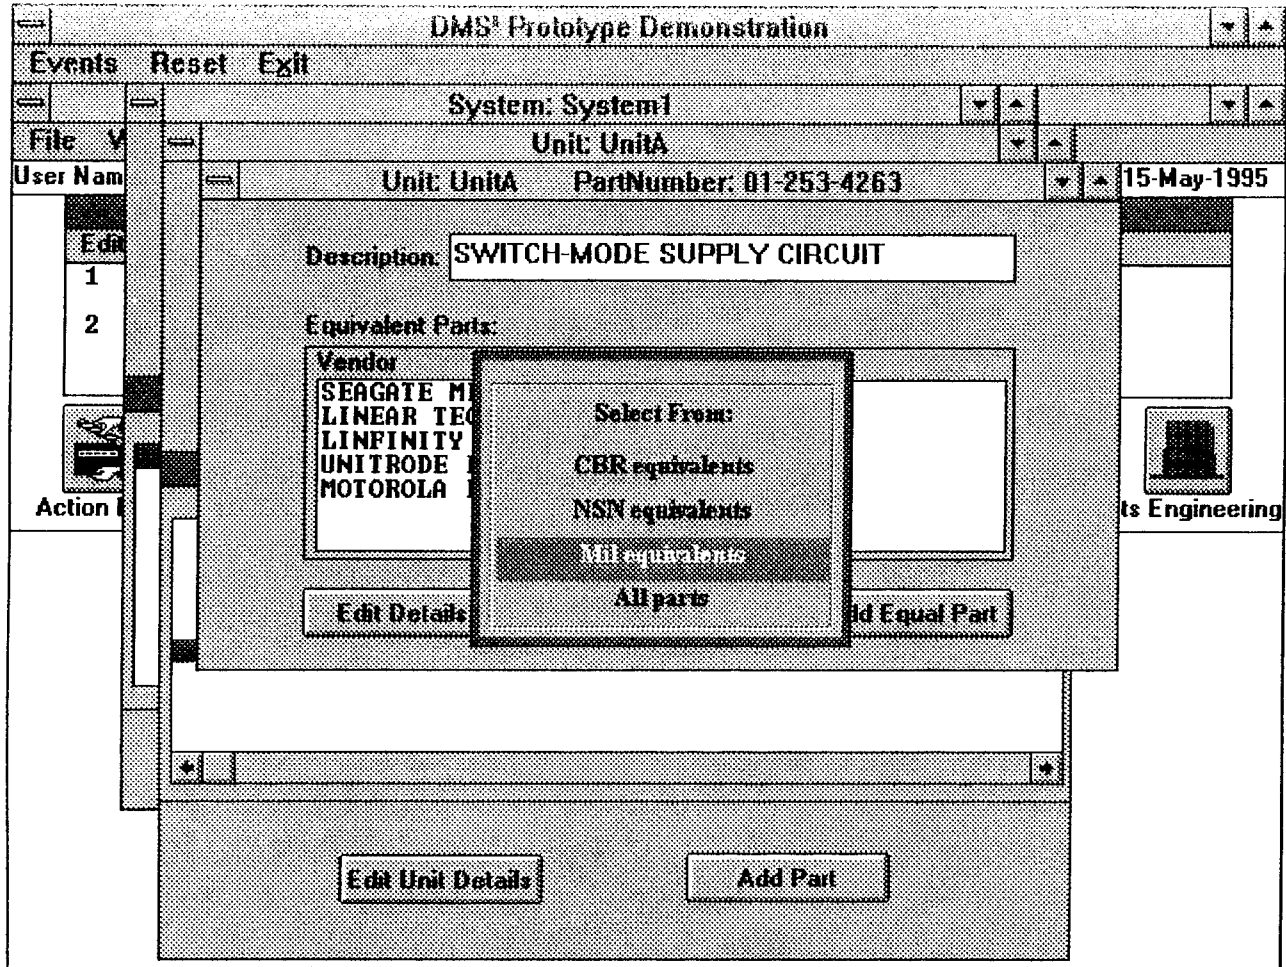 DMS¹ Prototype Demonstration
Events Reset Exit
System: System1
File V
Unit: UnitA
User Nam
Unit: UnitA PartNumber: 01-253-4263
15-May-1995
Edit
Description: SWITCH-MODE SUPPLY CIRCUIT
1
2
Equivalent Parts:
Vendor
SEAGATE MI
LINEAR TEC
LINFINITY
UNITRODE
MOTOROLA
Select From:
CBR equivalents
NSN equivalents
Mil equivalents
All parts
Action
ts Engineering
Edit Details
dd Equal Part
Edit Unit Details
Add Part